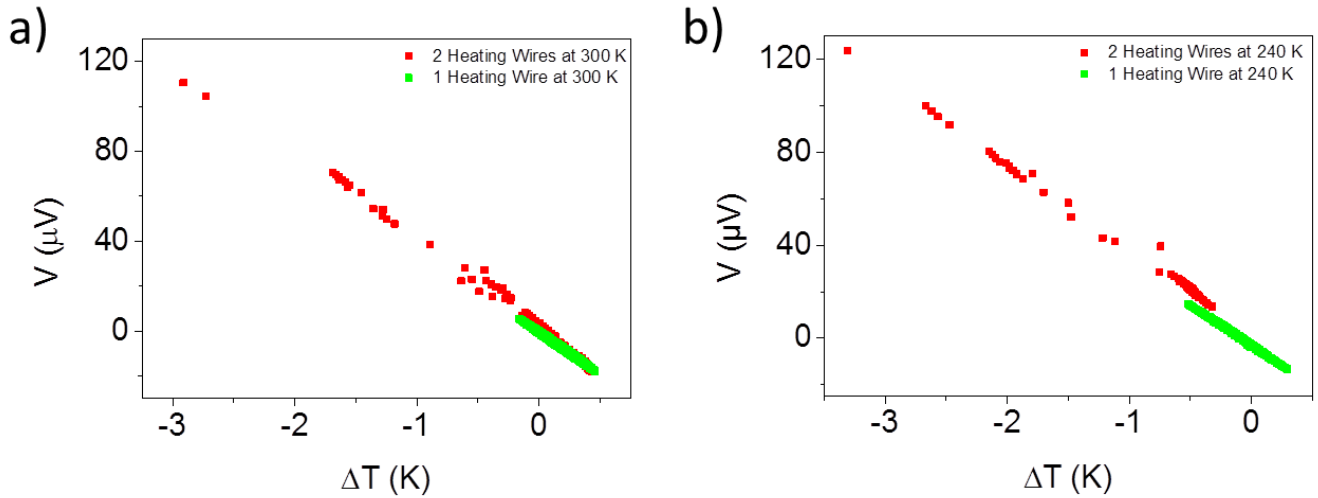 a)
2 Heating Wires at 300 K
1 Heating Wire at 300 K
V (μV)
120
80
40
0
-3
-2
-1
0
ΔT (K)
b)
2 Heating Wires at 240 K
1 Heating Wire at 240 K
V (μV)
120
80
40
0
-3
-2
-1
0
ΔT (K)